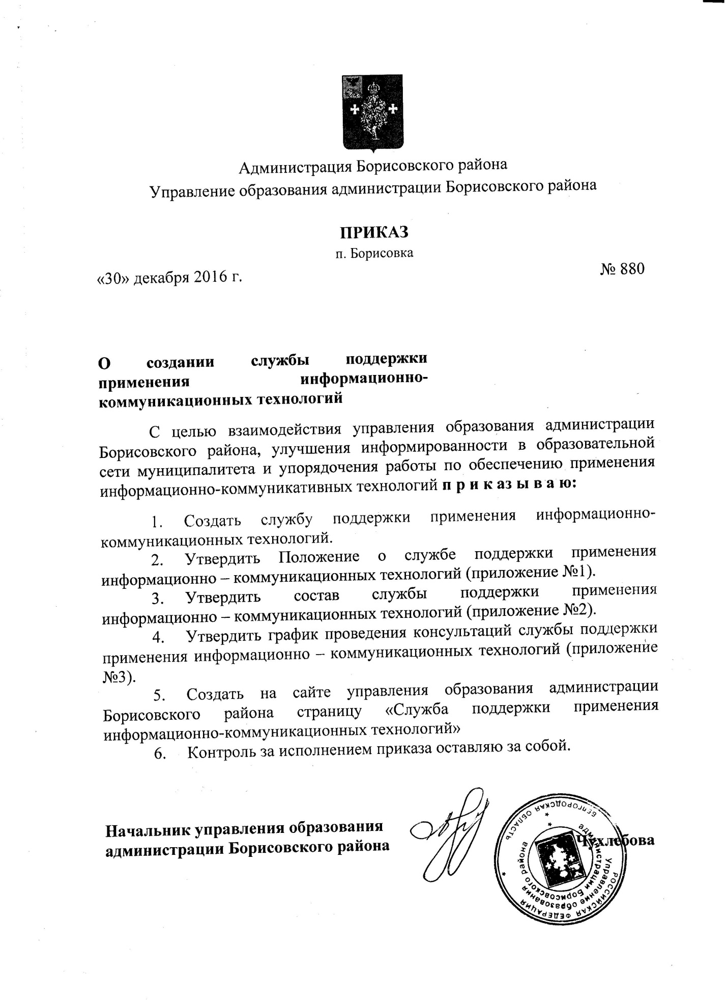 Администрация Борисовского района
Управление образования администрации Борисовского района
ПРИКАЗ
п. Борисовка
«30» декабря 2016 г.
№ 880
О создании службы поддержки
применения информационно-
коммуникационных технологий
С целью взаимодействия управления образования администрации
Борисовского района, улучшения информированности в образовательной
сети муниципалитета и упорядочения работы по обеспечению применения
информационно-коммуникативных технологий п р и к аз ы в а ю:
1. Создать службу поддержки применения информационно-
коммуникационных технологий.
2. Утвердить Положение о службе поддержки применения
информационно – коммуникационных технологий (приложение №1).
3. Утвердить состав службы поддержки применения
информационно – коммуникационных технологий (приложение №2).
4. Утвердить график проведения консультаций службы поддержки
применения информационно – коммуникационных технологий (приложение
№3).
5. Создать на сайте управления образования администрации
Борисовского района страницу «Служба поддержки применения
информационно-коммуникационных технологий»
6. Контроль за исполнением приказа оставляю за собой.
Начальник управления образования
администрации Борисовского района
Чухлебова
РОССИЙСКАЯ ФЕДЕРАЦИЯ * БЕЛГОРОДСКАЯ ОБЛАСТЬ *
Управление образования
администрации Борисовского района